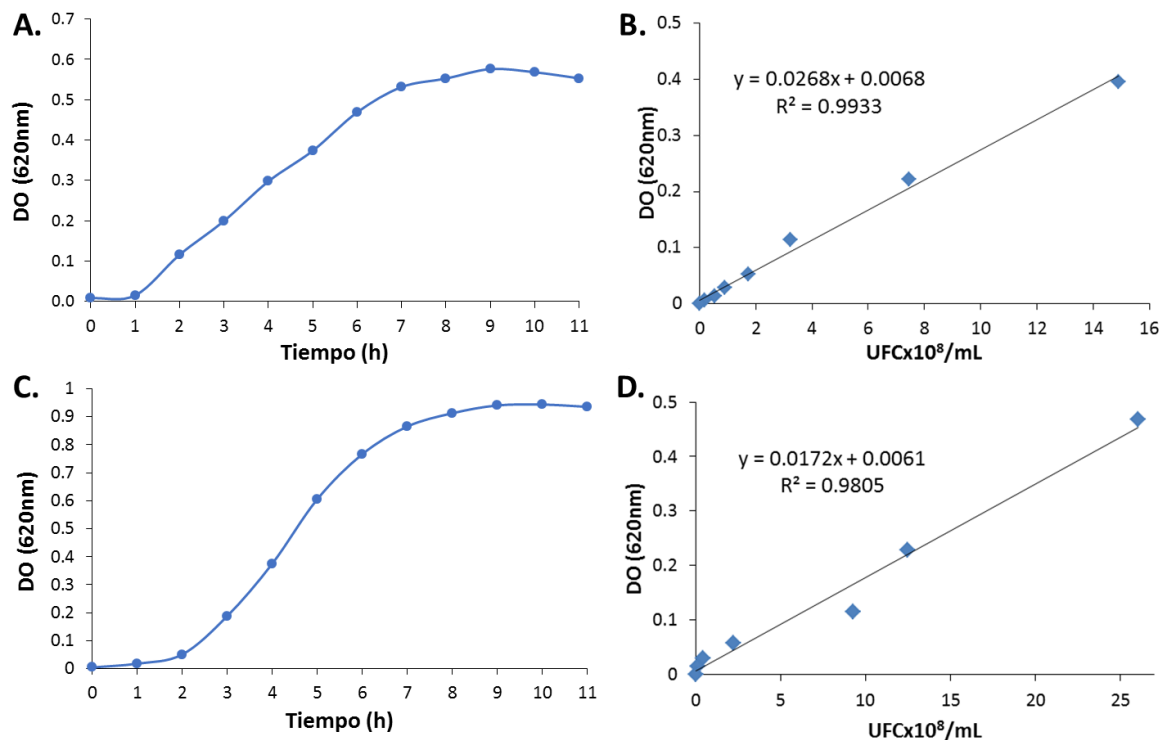 A.
DO (620nm)
0.7
0.6
0.5
0.4
0.3
0.2
0.1
0.0
0 1 2 3 4 5 6 7 8 9 10 11
Tiempo (h)
B.
DO (620nm)
0.5
0.4
0.3
0.2
0.1
0
y = 0.0268x + 0.0068
R² = 0.9933
0 2 4 6 8 10 12 14 16
UFCx10⁸/mL
C.
DO (620nm)
1
0.9
0.8
0.7
0.6
0.5
0.4
0.3
0.2
0.1
0
0 1 2 3 4 5 6 7 8 9 10 11
Tiempo (h)
D.
DO (620nm)
0.5
0.4
0.3
0.2
0.1
0
y = 0.0172x + 0.0061
R² = 0.9805
0 5 10 15 20 25
UFCx10⁸/mL